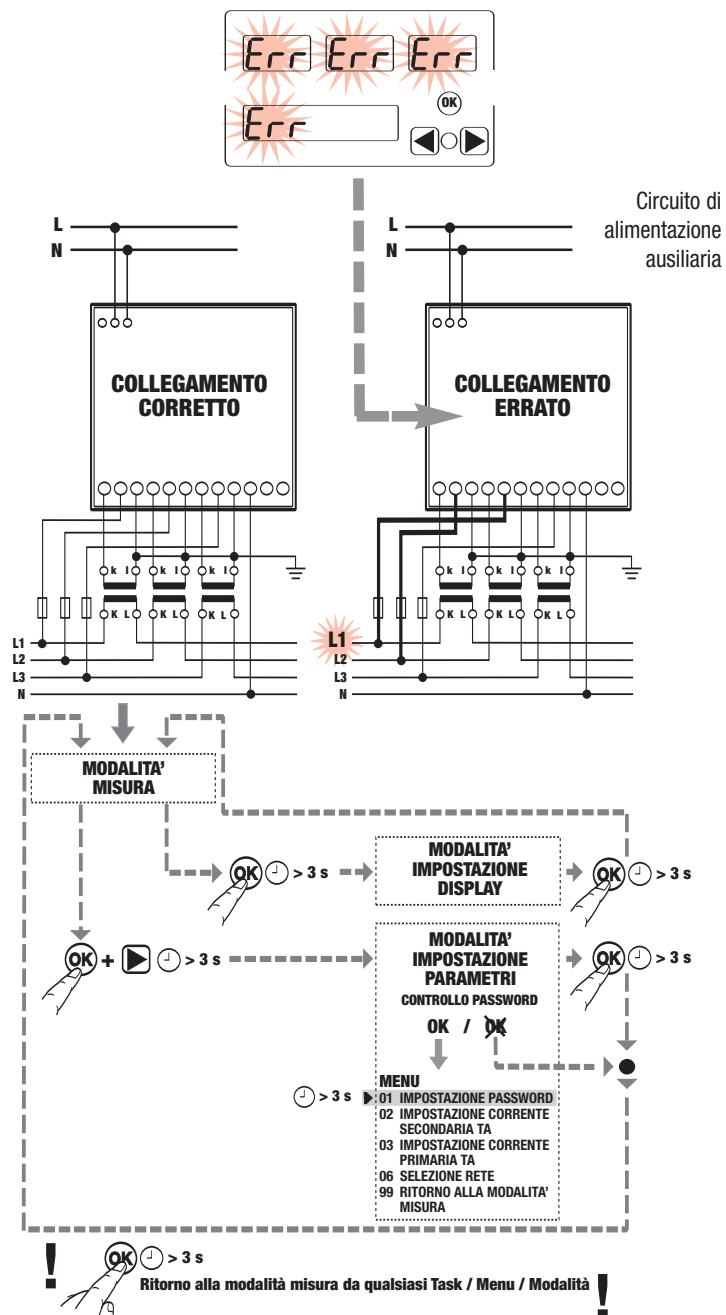 Err Err Err
Err
OK
Circuito di
alimentazione
ausiliaria
L
N
L
N
COLLEGAMENTO
CORRETTO
COLLEGAMENTO
ERRATO
k l k l k l
K L K L K L
k l k l k l
K L K L K L
L1
L2
L3
N
L1
L2
L3
N
MODALITA’
MISURA
OK > 3 s
MODALITA’
IMPOSTAZIONE
DISPLAY
OK > 3 s
OK + > 3 s
MODALITA’
IMPOSTAZIONE
PARAMETRI
CONTROLLO PASSWORD
OK / OK
OK > 3 s
MENU
> 3 s
01 IMPOSTAZIONE PASSWORD
02 IMPOSTAZIONE CORRENTE
SECONDARIA TA
03 IMPOSTAZIONE CORRENTE
PRIMARIA TA
06 SELEZIONE RETE
99 RITORNO ALLA MODALITA’
MISURA
! OK > 3 s
Ritorno alla modalità misura da qualsiasi Task / Menu / Modalità !